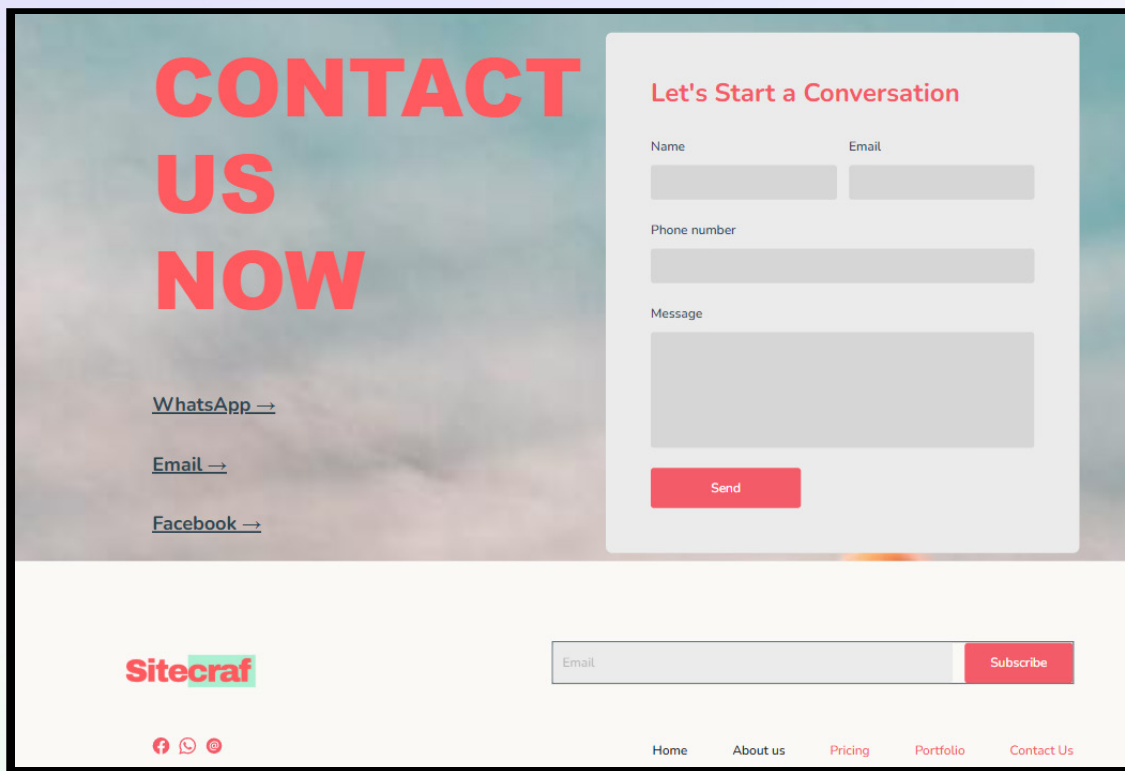 CONTACT
US
NOW
WhatsApp →
Email →
Facebook →
Let's Start a Conversation
Name
Email
Phone number
Message
Send
Sitecraf
Email
Subscribe
Home
About us
Pricing
Portfolio
Contact Us